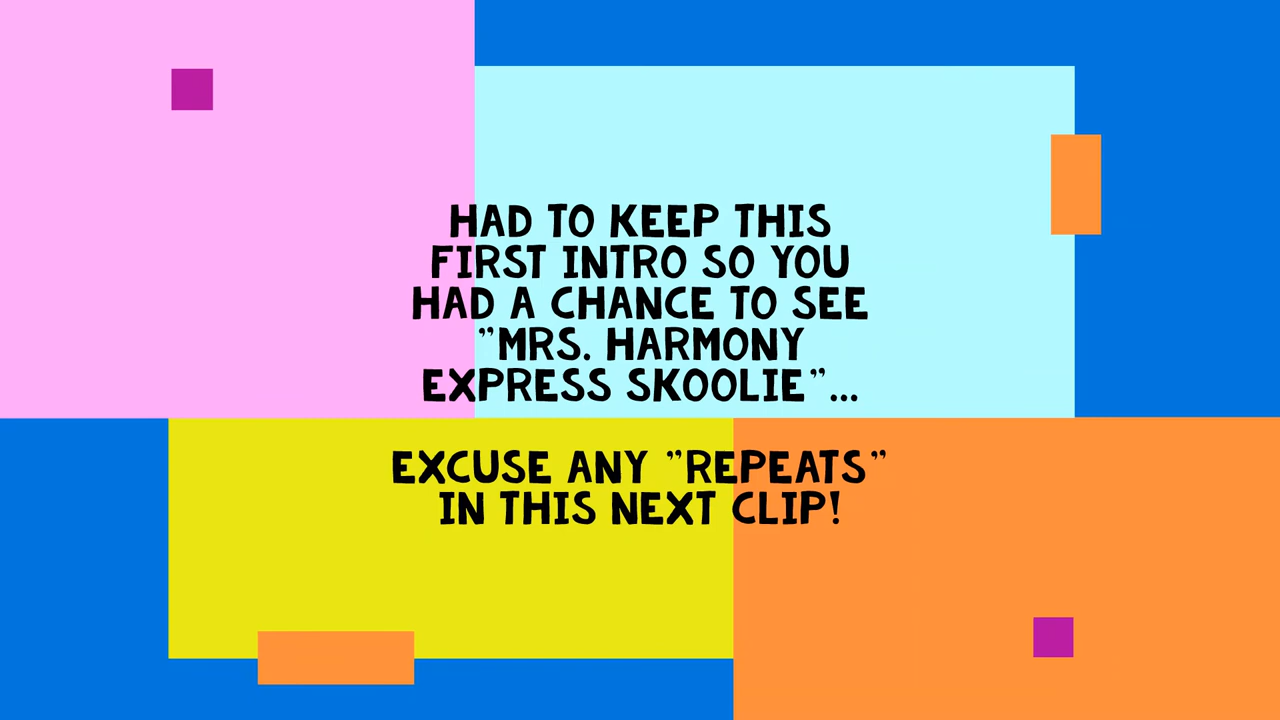 HAD TO KEEP THIS
FIRST INTRO SO YOU
HAD A CHANCE TO SEE
"MRS. HARMONY
EXPRESS SKOOLIE"...
EXCUSE ANY "REPEATS"
IN THIS NEXT CLIP!